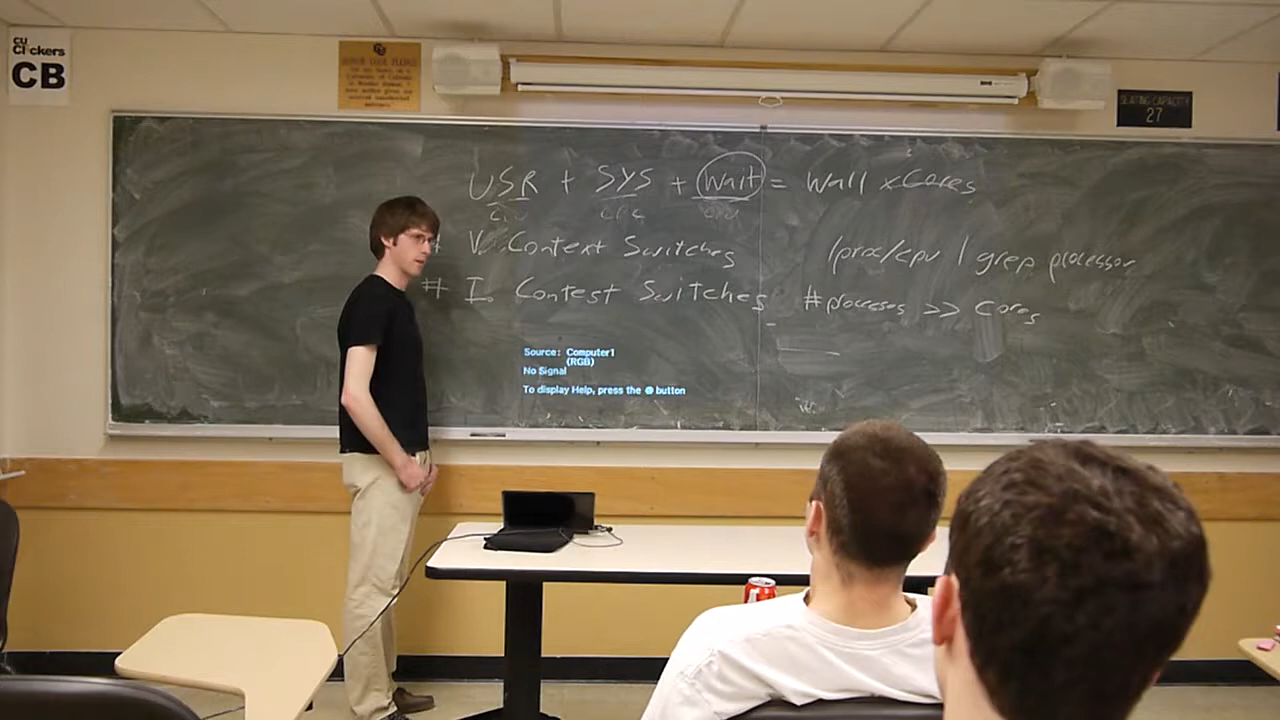 CU
Clickers
CB
SEATING CAPACITY
27
USR + SYS + Wait = Wall x Cores
CPU
# V. Context Switches
/proc/cpu | grep processor
# I. Contest Switches
#processes >> Cores
Source: Computer1
(RGB)
No Signal
To display Help, press the button